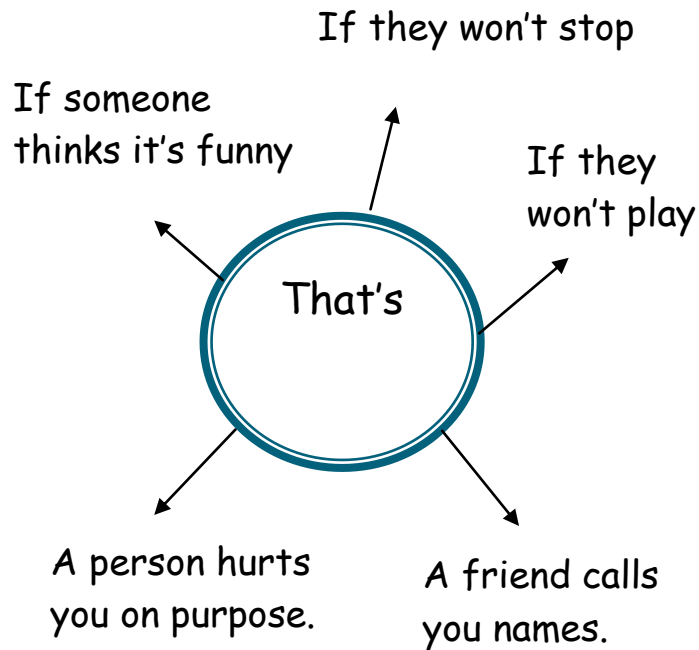 If they won't stop
If someone
thinks it's funny
If they
won't play
That's
A person hurts
you on purpose.
A friend calls
you names.